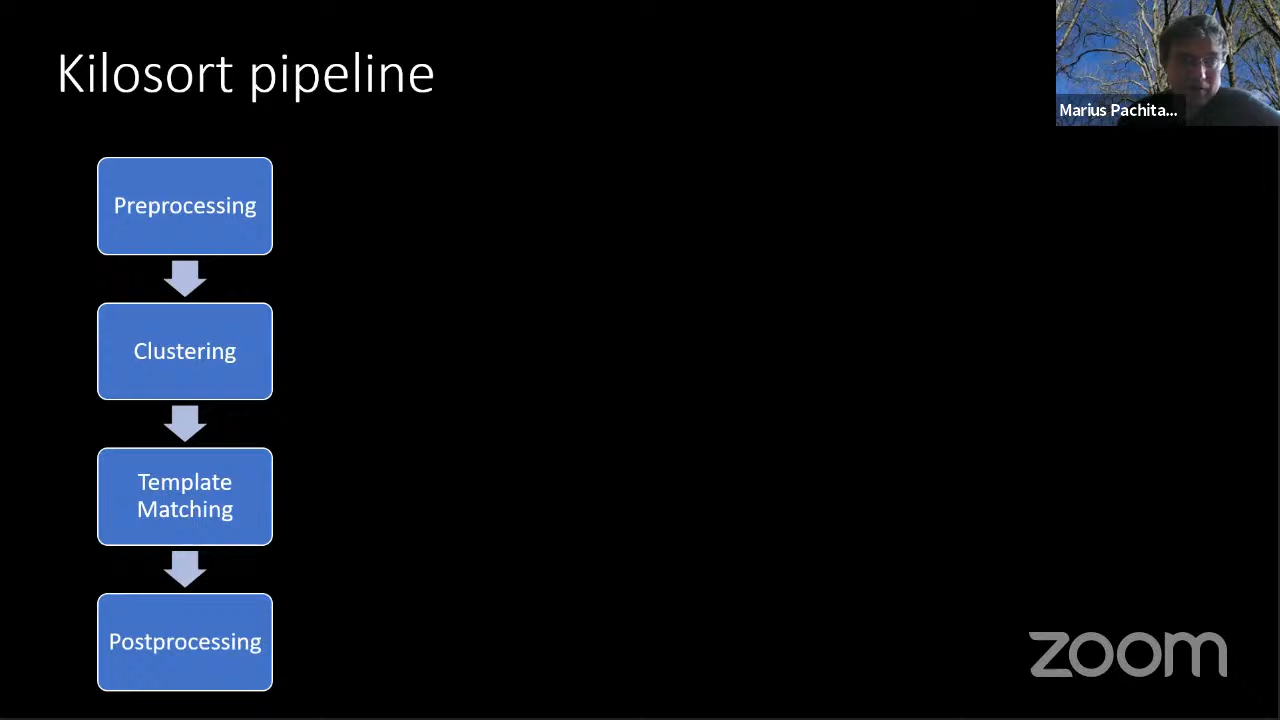 Kilosort pipeline
Marius Pachita...
Preprocessing
Clustering
Template
Matching
Postprocessing
zoom